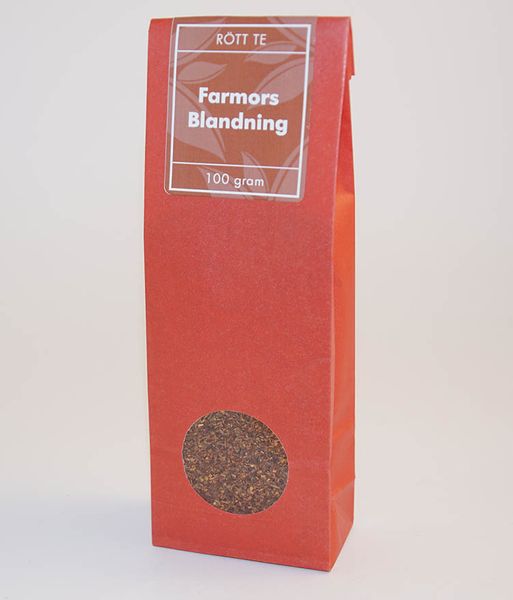 RÖTT TE
Farmors
Blandning
100 gram